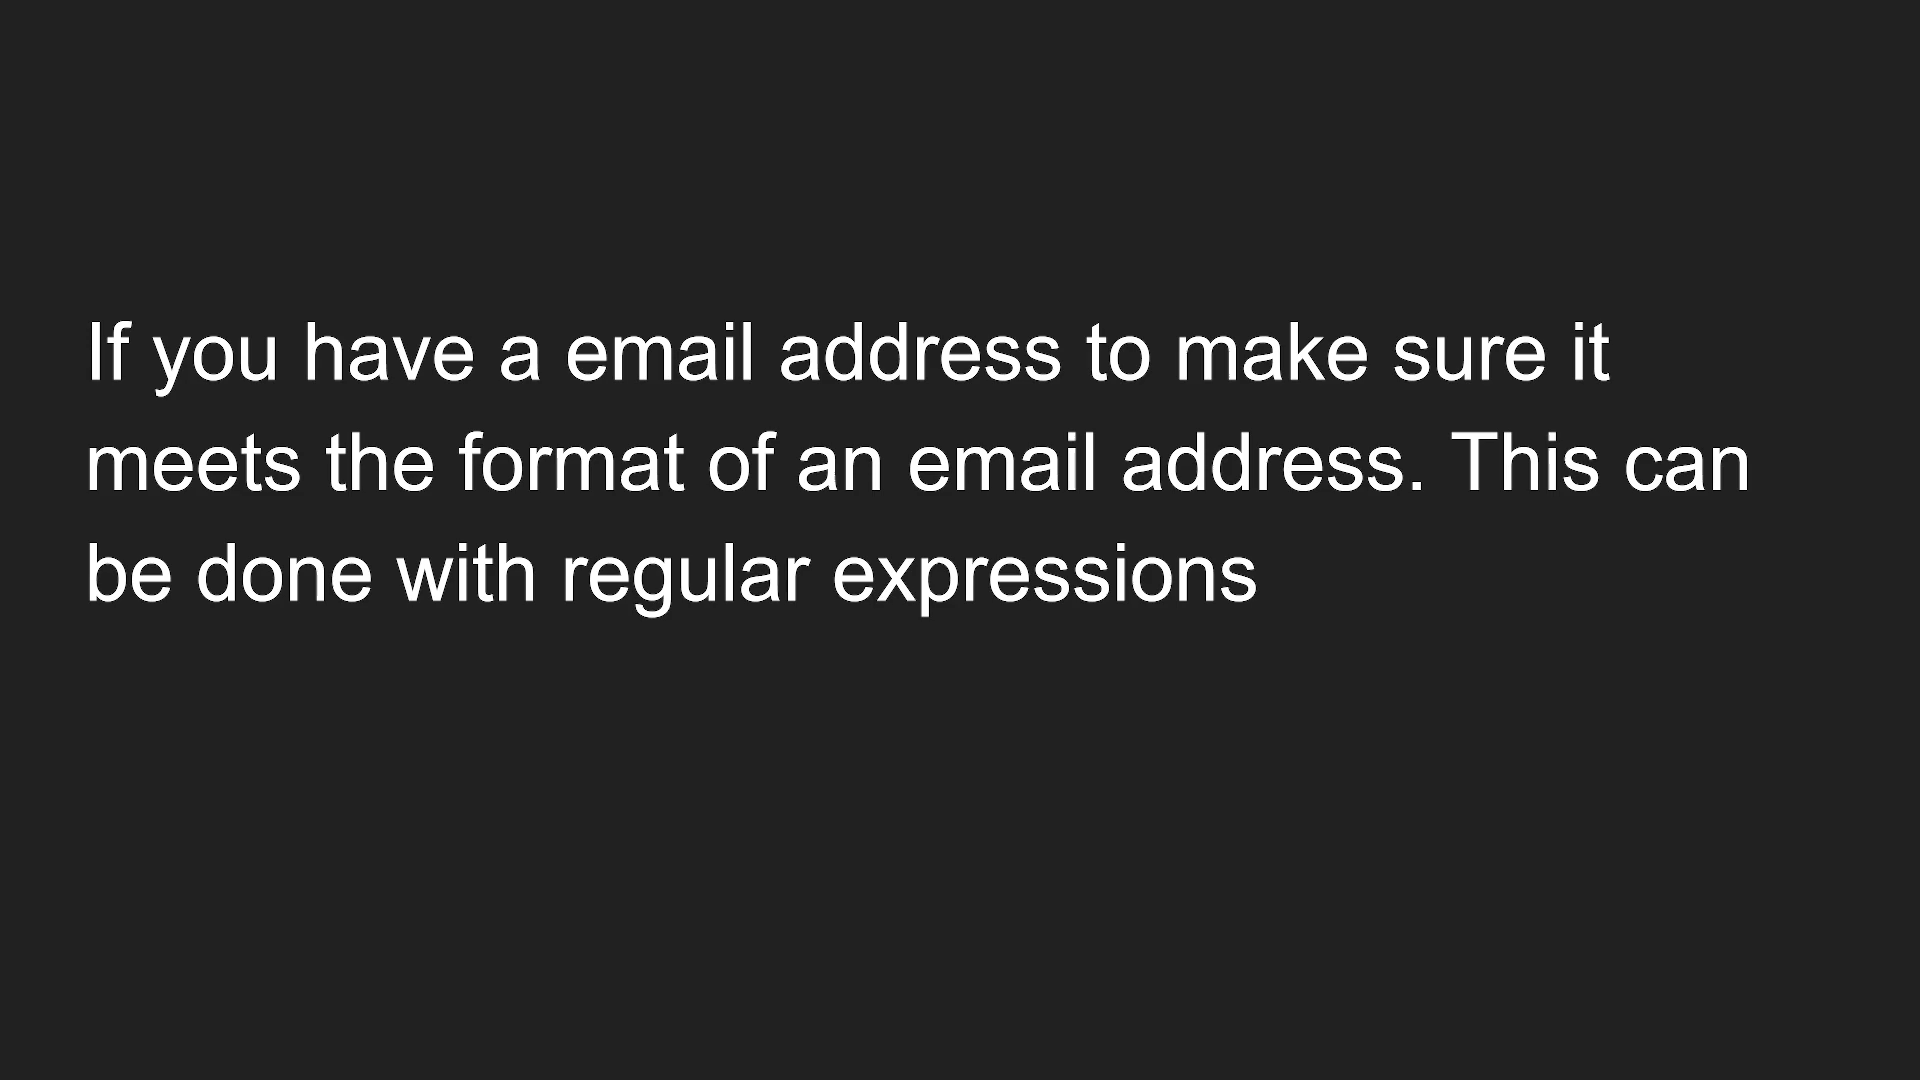 If you have a email address to make sure it
meets the format of an email address. This can
be done with regular expressions